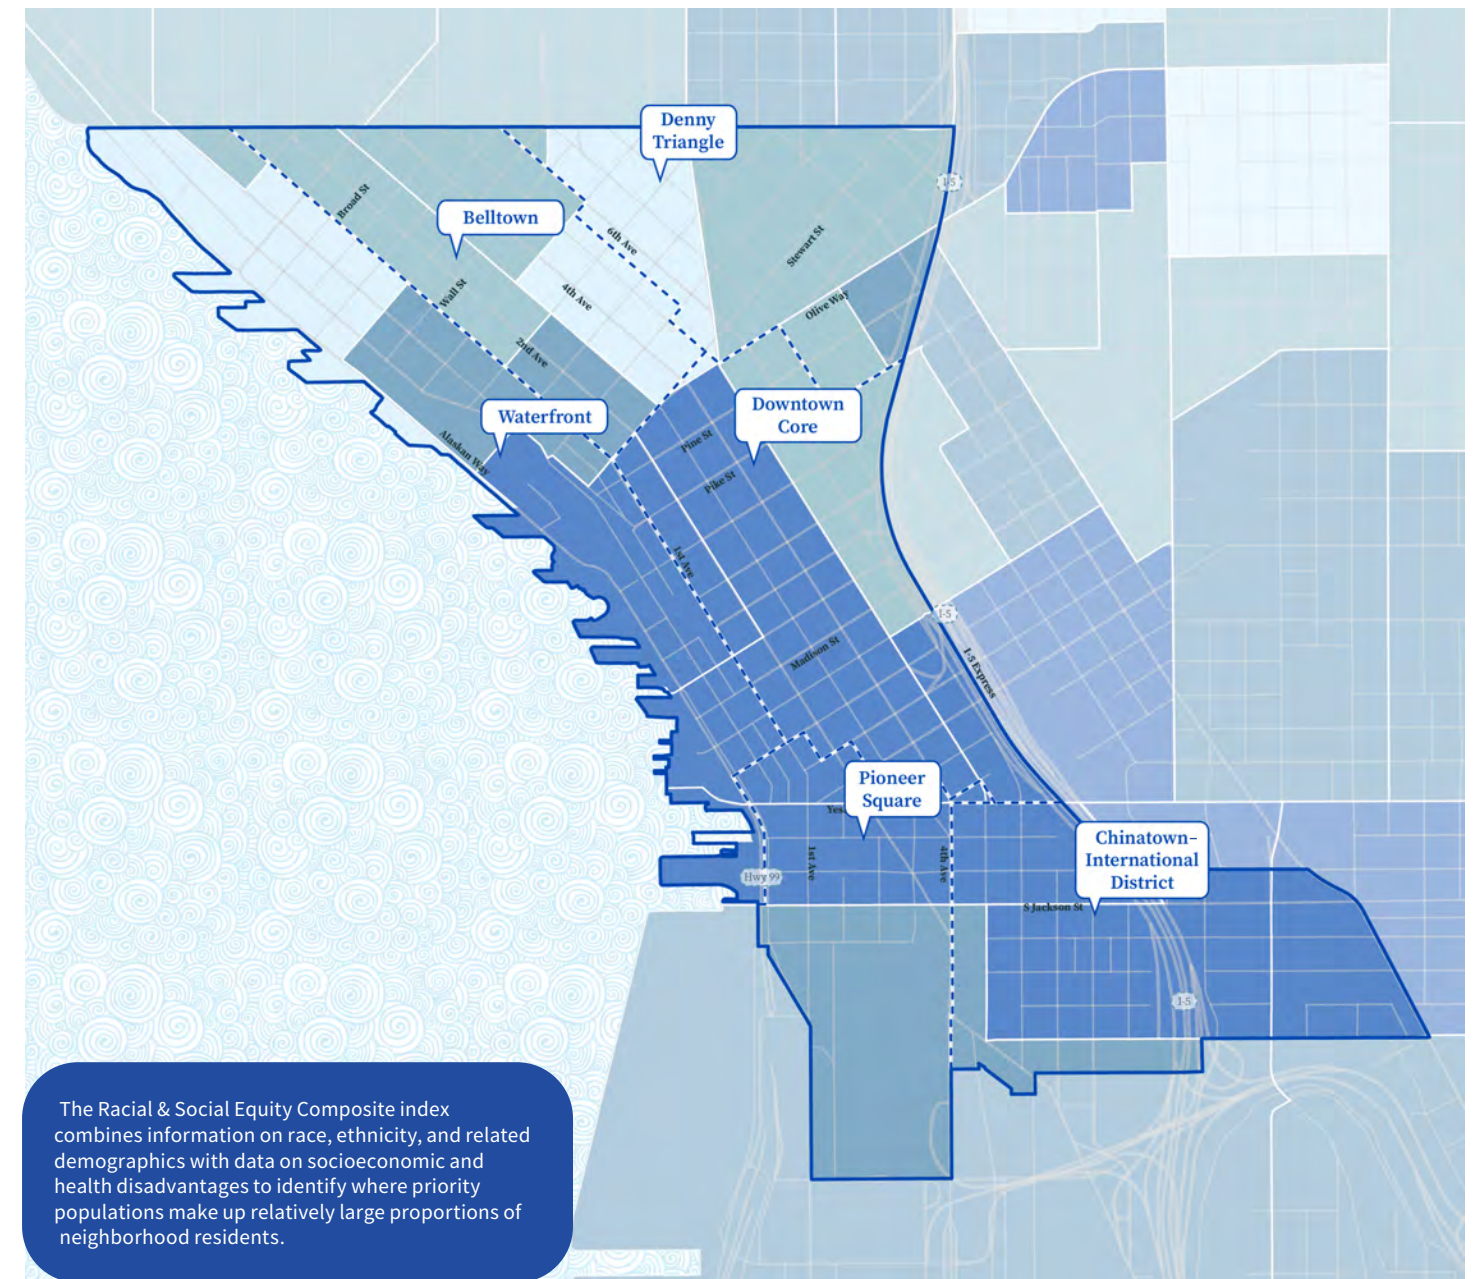 Denny
Triangle
I-5
Broad St
Belltown
6th Ave
Stewart St
Wall St
4th Ave
Olive Way
2nd Ave
Waterfront
Downtown
Core
Alaskan Way
Pine St
Pike St
1st Ave
I-5
Madison St
I-5 Express
Pioneer
Square
Chinatown–
International
District
1st Ave
4th Ave
Hwy 99
S Jackson St
I-5
The Racial & Social Equity Composite index
combines information on race, ethnicity, and related
demographics with data on socioeconomic and
health disadvantages to identify where priority
populations make up relatively large proportions of
neighborhood residents.